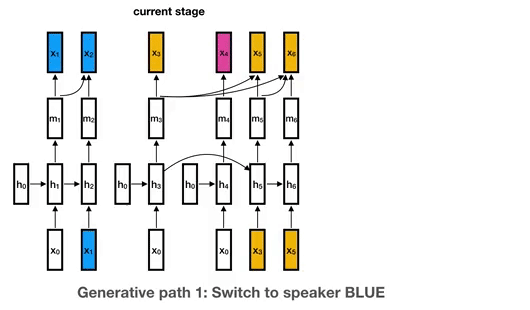 current stage
x₁ x₂ x₃ x₄ x₅ x₆
m₁ m₂ m₃ m₄ m₅ m₆
h₀ h₁ h₂ h₀ h₃ h₀ h₄ h₅ h₆
x₀ x₁ x₀ x₀ x₃ x₅
Generative path 1: Switch to speaker BLUE